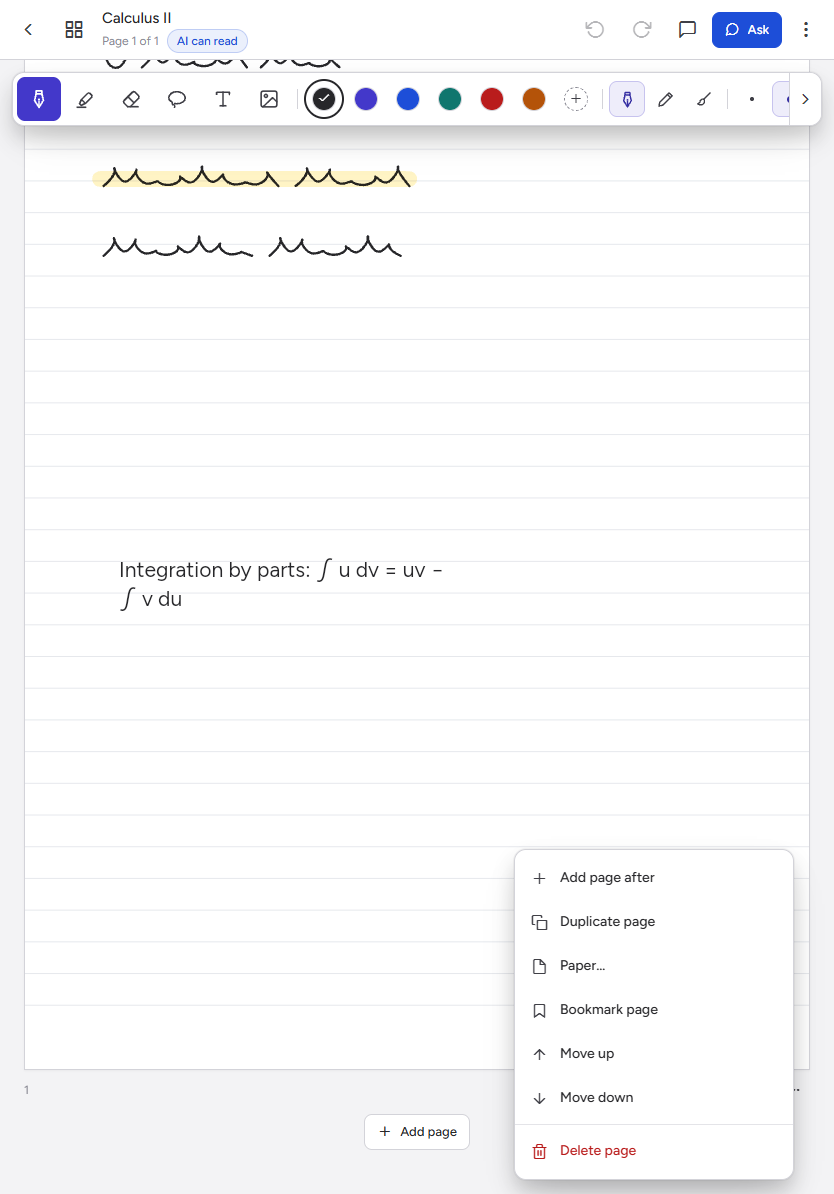 Calculus II
Page 1 of 1 AI can read
Ask
Integration by parts: ∫ u dv = uv −
∫ v du
Add page after
Duplicate page
Paper...
Bookmark page
Move up
Move down
1
Add page
Delete page